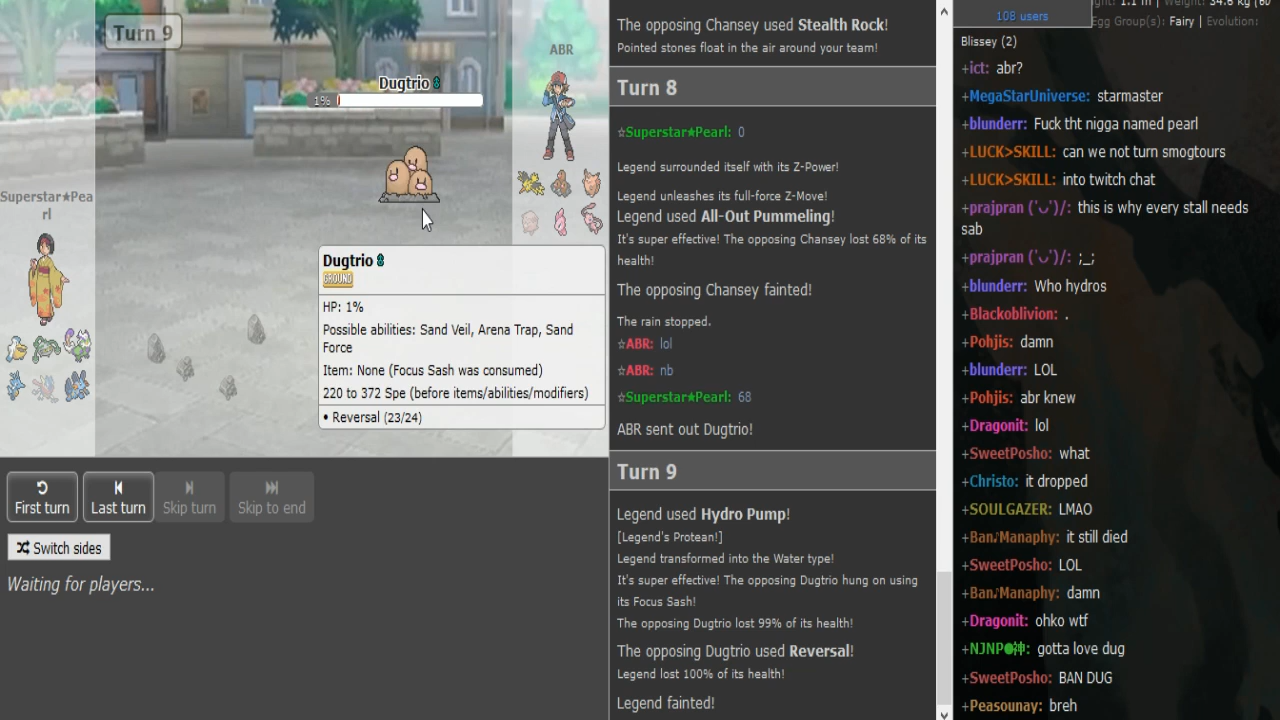 Turn 9
ABR
Dugtrio
1%
Superstar★Pea
rl
Dugtrio
GROUND
HP: 1%
Possible abilities: Sand Veil, Arena Trap, Sand
Force
Item: None (Focus Sash was consumed)
220 to 372 Spe (before items/abilities/modifiers)
• Reversal (23/24)
First turn
Last turn
Skip turn
Skip to end
Switch sides
Waiting for players...
The opposing Chansey used Stealth Rock!
Pointed stones float in the air around your team!
Turn 8
☆Superstar★Pearl: 0
Legend surrounded itself with its Z-Power!
Legend unleashes its full-force Z-Move!
Legend used All-Out Pummeling!
It's super effective! The opposing Chansey lost 68% of its
health!
The opposing Chansey fainted!
The rain stopped.
☆ABR: lol
☆ABR: nb
☆Superstar★Pearl: 68
ABR sent out Dugtrio!
Turn 9
Legend used Hydro Pump!
[Legend's Protean!]
Legend transformed into the Water type!
It's super effective! The opposing Dugtrio hung on using
its Focus Sash!
The opposing Dugtrio lost 99% of its health!
The opposing Dugtrio used Reversal!
Legend lost 100% of its health!
Legend fainted!
108 users
Egg Group(s): Fairy | Evolution:
Blissey (2)
+ict: abr?
+MegaStarUniverse: starmaster
+blunderr: Fuck tht nigga named pearl
+LUCK>SKILL: can we not turn smogtours
+LUCK>SKILL: into twitch chat
+prajpran ('ᴗ')/: this is why every stall needs
sab
+prajpran ('ᴗ')/: ;_;
+blunderr: Who hydros
+Blackoblivion: .
+Pohjis: damn
+blunderr: LOL
+Pohjis: abr knew
+Dragonit: lol
+SweetPosho: what
+Christo: it dropped
+SOULGAZER: LMAO
+Ban♪Manaphy: it still died
+SweetPosho: LOL
+Ban♪Manaphy: damn
+Dragonit: ohko wtf
+NJNP●神: gotta love dug
+SweetPosho: BAN DUG
+Peasounay: breh